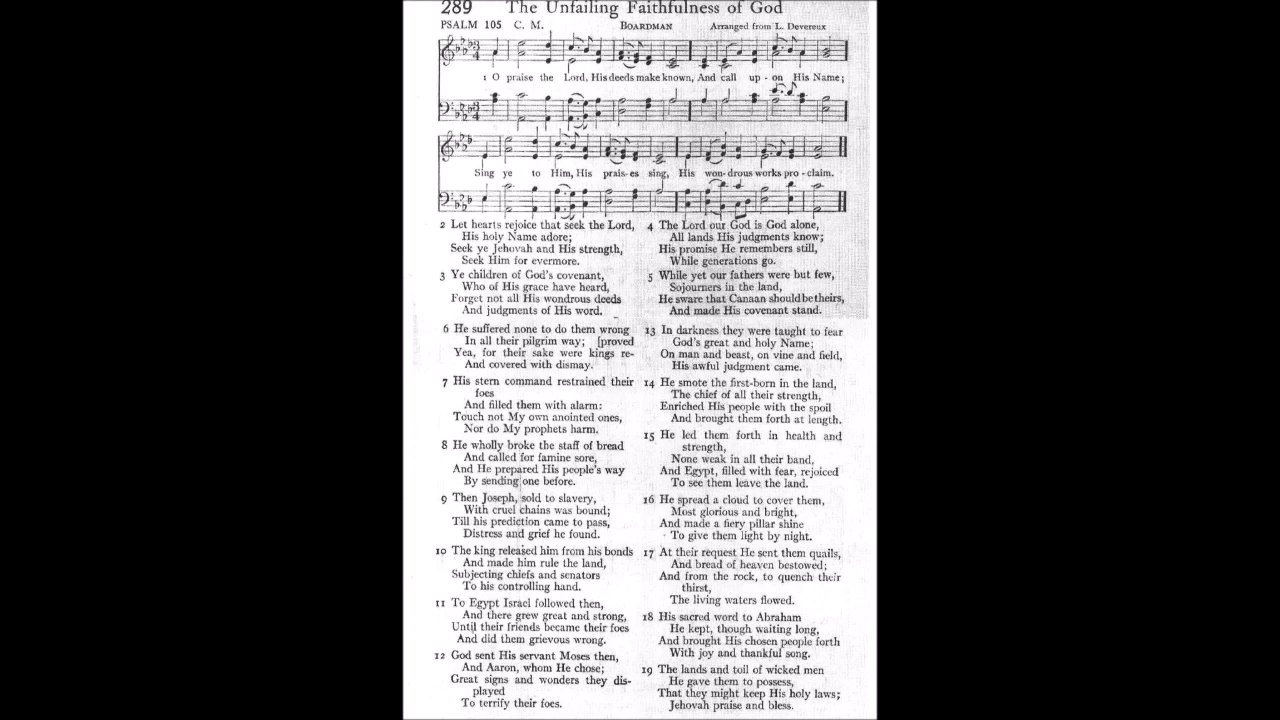 289 The Unfailing Faithfulness of God
PSALM 105 C. M. BOARDMAN Arranged from L. Devereux
1 O praise the Lord, His deeds make known, And call up - on His Name;
Sing ye to Him, His prais- es sing, His won- drous works pro - claim.
2 Let hearts rejoice that seek the Lord,
His holy Name adore;
Seek ye Jehovah and His strength,
Seek Him for evermore.
3 Ye children of God's covenant,
Who of His grace have heard,
Forget not all His wondrous deeds
And judgments of His word.
4 The Lord our God is God alone,
All lands His judgments know;
His promise He remembers still,
While generations go.
5 While yet our fathers were but few,
Sojourners in the land,
He sware that Canaan should be theirs,
And made His covenant stand.
6 He suffered none to do them wrong
In all their pilgrim way; [proved
Yea, for their sake were kings re-
And covered with dismay.
7 His stern command restrained their
foes
And filled them with alarm:
Touch not My own anointed ones,
Nor do My prophets harm.
8 He wholly broke the staff of bread
And called for famine sore,
And He prepared His people's way
By sending one before.
9 Then Joseph, sold to slavery,
With cruel chains was bound;
Till his prediction came to pass,
Distress and grief he found.
10 The king released him from his bonds
And made him rule the land,
Subjecting chiefs and senators
To his controlling hand.
11 To Egypt Israel followed then,
And there grew great and strong,
Until their friends became their foes
And did them grievous wrong.
12 God sent His servant Moses then,
And Aaron, whom He chose;
Great signs and wonders they dis-
played
To terrify their foes.
13 In darkness they were taught to fear
God's great and holy Name;
On man and beast, on vine and field,
His awful judgment came.
14 He smote the first-born in the land,
The chief of all their strength,
Enriched His people with the spoil
And brought them forth at length.
15 He led them forth in health and
strength,
None weak in all their band,
And Egypt, filled with fear, rejoiced
To see them leave the land.
16 He spread a cloud to cover them,
Most glorious and bright,
And made a fiery pillar shine
To give them light by night.
17 At their request He sent them quails,
And bread of heaven bestowed;
And from the rock, to quench their
thirst,
The living waters flowed.
18 His sacred word to Abraham
He kept, though waiting long,
And brought His chosen people forth
With joy and thankful song.
19 The lands and toil of wicked men
He gave them to possess,
That they might keep His holy laws;
Jehovah praise and bless.